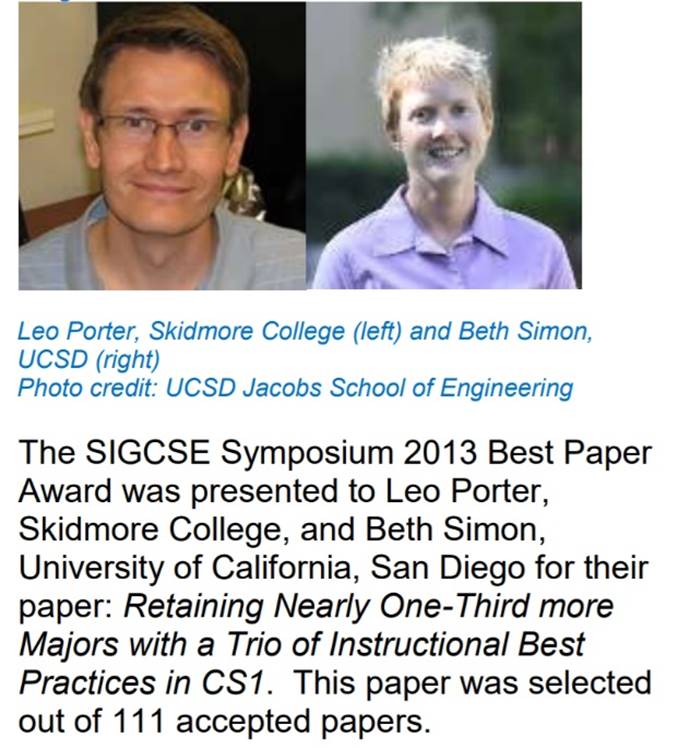 Leo Porter, Skidmore College (left) and Beth Simon,
UCSD (right)
Photo credit: UCSD Jacobs School of Engineering
The SIGCSE Symposium 2013 Best Paper
Award was presented to Leo Porter,
Skidmore College, and Beth Simon,
University of California, San Diego for their
paper: Retaining Nearly One-Third more
Majors with a Trio of Instructional Best
Practices in CS1.  This paper was selected
out of 111 accepted papers.